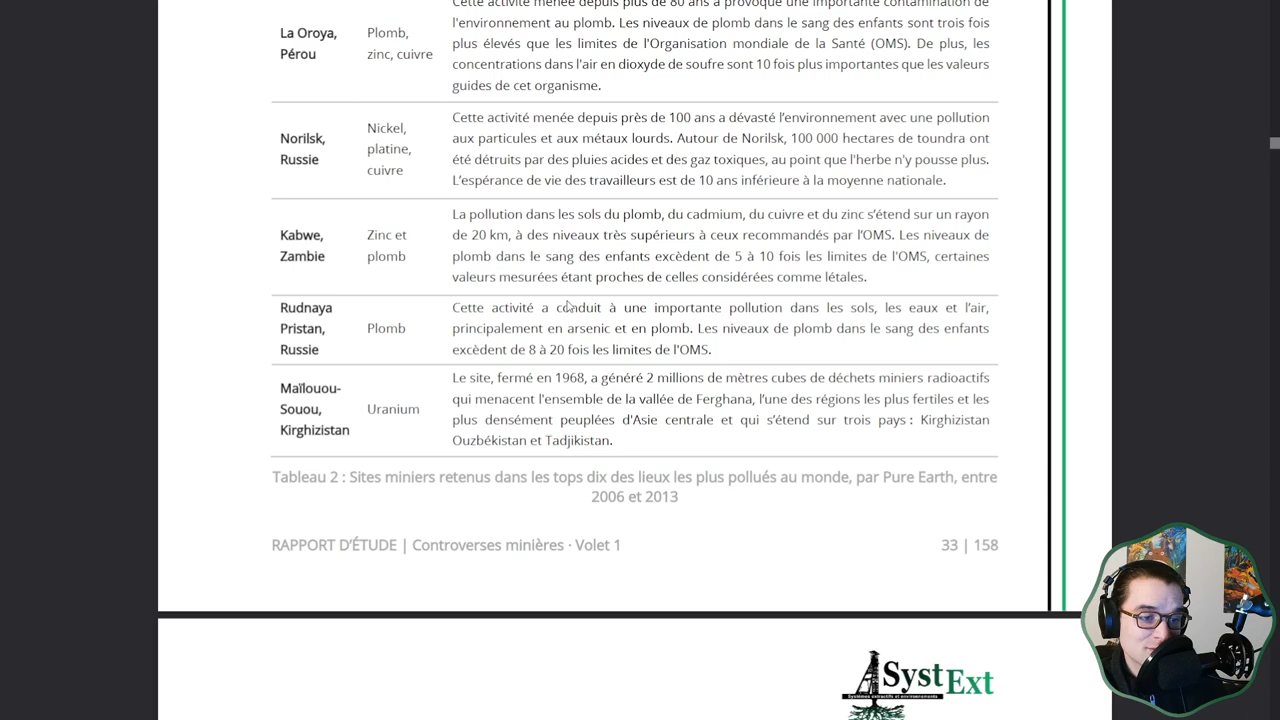 Cette activité menée depuis plus de 80 ans a provoqué une importante contamination de
l'environnement au plomb. Les niveaux de plomb dans le sang des enfants sont trois fois
La Oroya,
Pérou
Plomb,
zinc, cuivre
plus élevés que les limites de l'Organisation mondiale de la Santé (OMS). De plus, les
concentrations dans l'air en dioxyde de soufre sont 10 fois plus importantes que les valeurs
guides de cet organisme.
Norilsk,
Russie
Nickel,
platine,
cuivre
Cette activité menée depuis près de 100 ans a dévasté l'environnement avec une pollution
aux particules et aux métaux lourds. Autour de Norilsk, 100 000 hectares de toundra ont
été détruits par des pluies acides et des gaz toxiques, au point que l'herbe n'y pousse plus.
L'espérance de vie des travailleurs est de 10 ans inférieure à la moyenne nationale.
Kabwe,
Zambie
Zinc et
plomb
La pollution dans les sols du plomb, du cadmium, du cuivre et du zinc s'étend sur un rayon
de 20 km, à des niveaux très supérieurs à ceux recommandés par l'OMS. Les niveaux de
plomb dans le sang des enfants excèdent de 5 à 10 fois les limites de l'OMS, certaines
valeurs mesurées étant proches de celles considérées comme létales.
Rudnaya
Pristan,
Russie
Plomb
Cette activité a conduit à une importante pollution dans les sols, les eaux et l'air,
principalement en arsenic et en plomb. Les niveaux de plomb dans le sang des enfants
excèdent de 8 à 20 fois les limites de l'OMS.
Maïlouou-
Souou,
Kirghizistan
Uranium
Le site, fermé en 1968, a généré 2 millions de mètres cubes de déchets miniers radioactifs
qui menacent l'ensemble de la vallée de Ferghana, l'une des régions les plus fertiles et les
plus densément peuplées d'Asie centrale et qui s'étend sur trois pays : Kirghizistan
Ouzbékistan et Tadjikistan.
Tableau 2 : Sites miniers retenus dans les tops dix des lieux les plus pollués au monde, par Pure Earth, entre
2006 et 2013
RAPPORT D'ÉTUDE | Controverses minières · Volet 1
33 | 158
SystExt
Systèmes extractifs et environnements